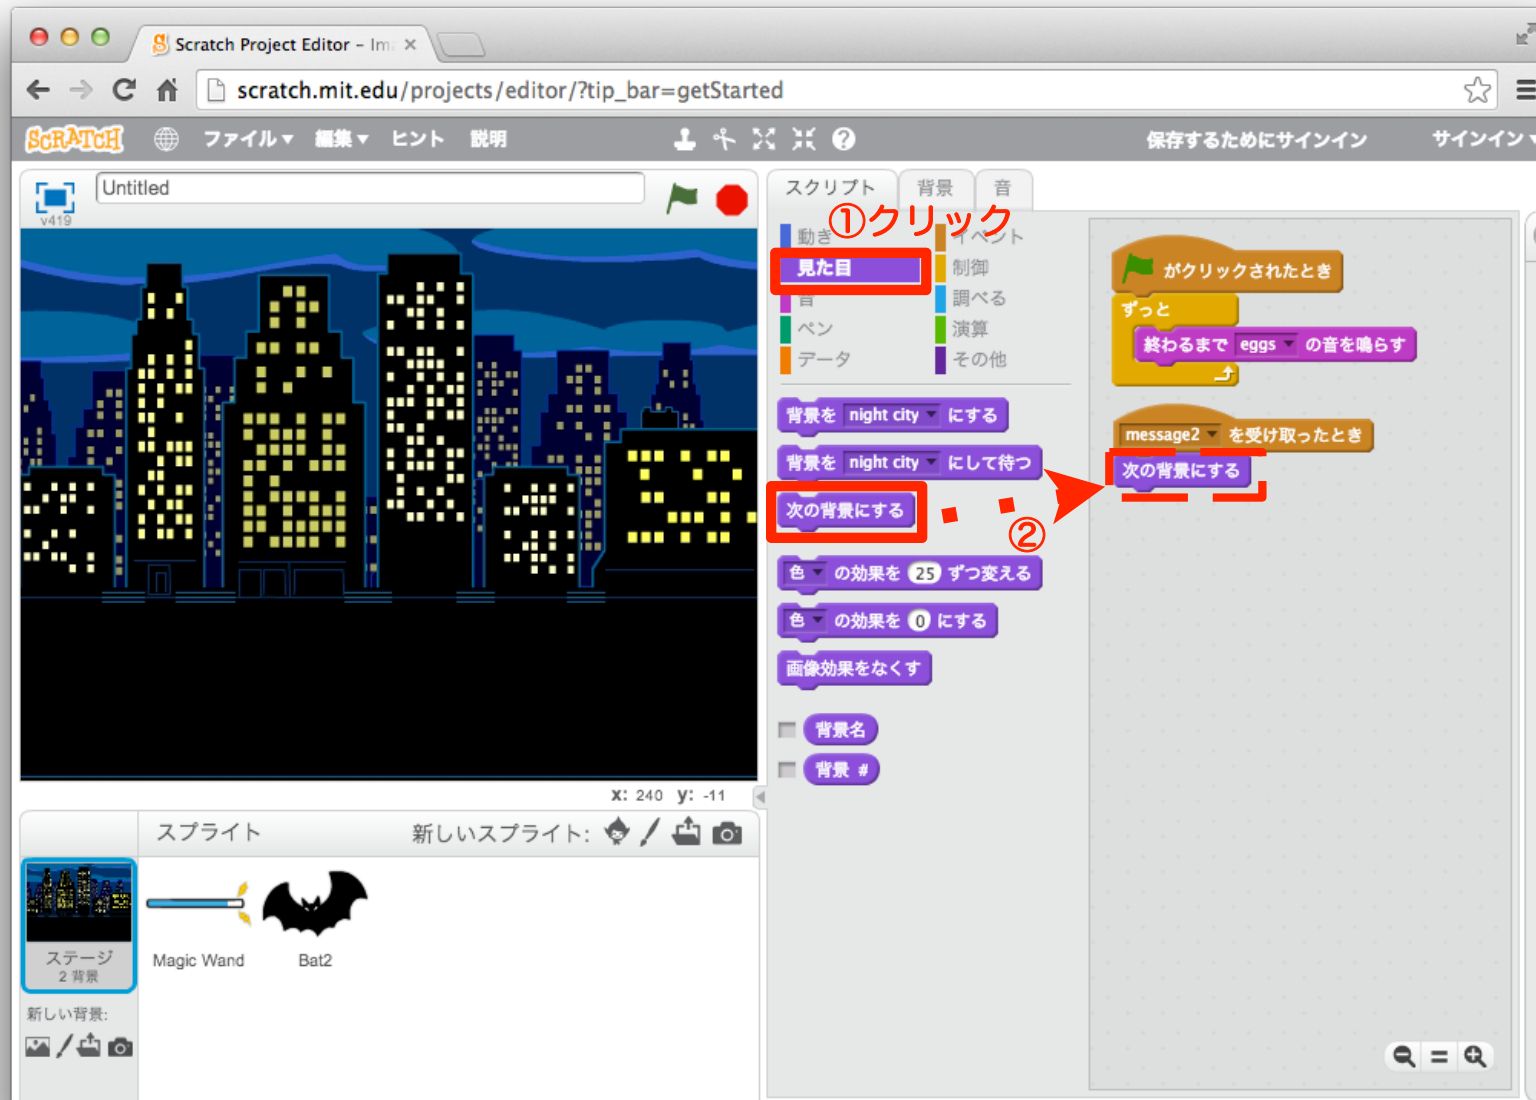 Scratch Project Editor – Ima
scratch.mit.edu/projects/editor/?tip_bar=getStarted
SCRATCH ファイル▼ 編集▼ ヒント 説明 保存するためにサインイン サインイン▼
v419
Untitled
スクリプト 背景 音
①クリック
動き イベント
見た目 制御
音 調べる
ペン 演算
データ その他
背景を night city ▼ にする
背景を night city ▼ にして待つ
次の背景にする
②
色 ▼ の効果を 25 ずつ変える
色 ▼ の効果を 0 にする
画像効果をなくす
背景名
背景 #
がクリックされたとき
ずっと
終わるまで eggs ▼ の音を鳴らす
message2 ▼ を受け取ったとき
次の背景にする
x: 240 y: -11
スプライト 新しいスプライト:
ステージ
2 背景
Magic Wand
Bat2
新しい背景: